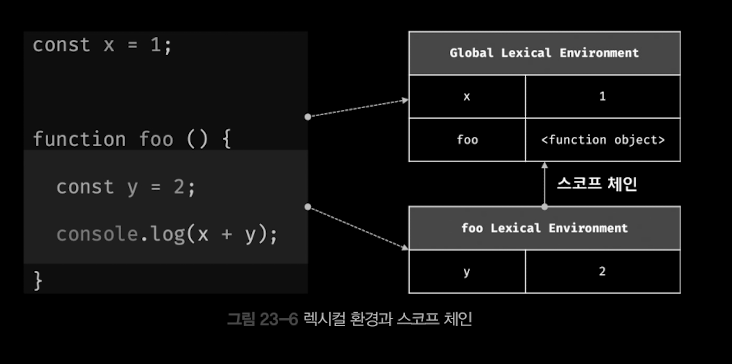 const x = 1;
function foo () {
const y = 2;
console.log(x + y);
}
Global Lexical Environment
x 1
foo <function object>
스코프 체인
foo Lexical Environment
y 2
그림 23-6 렉시컬 환경과 스코프 체인